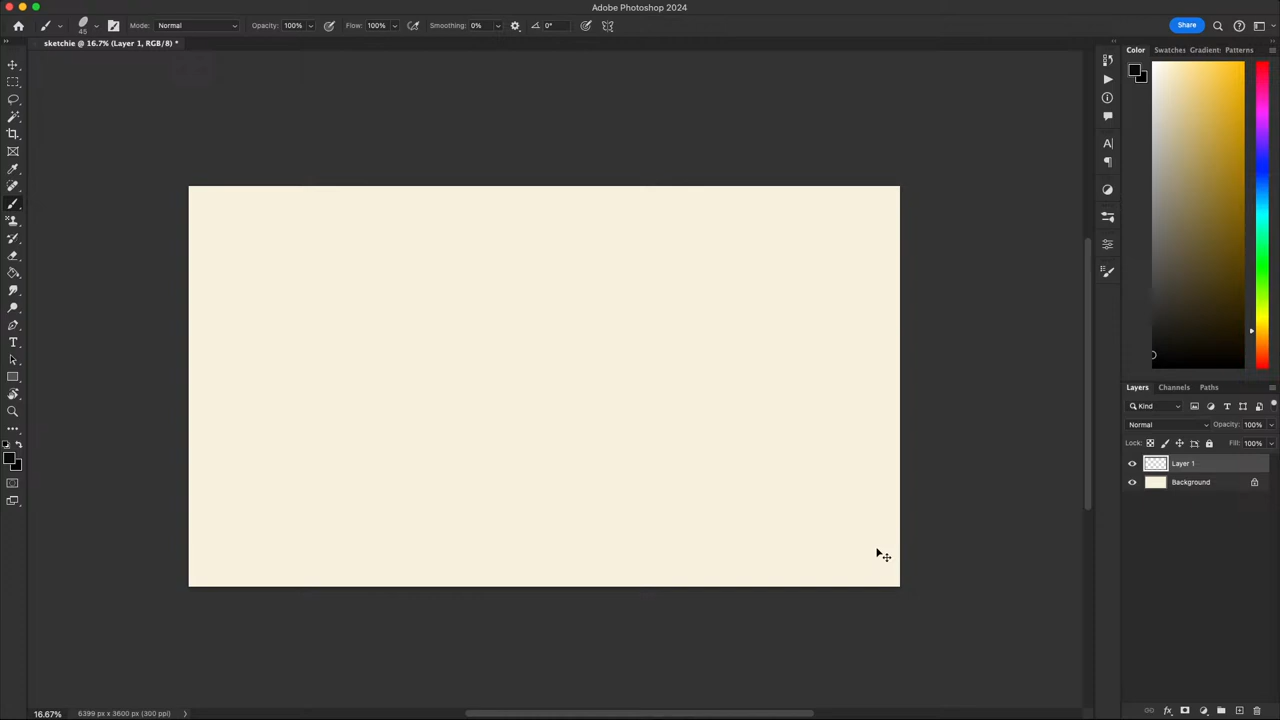 Adobe Photoshop 2024
45
Mode: Normal Opacity: 100% Flow: 100% Smoothing: 0% 0° Share
sketchie @ 16.7% (Layer 1, RGB/8) *
Color Swatches Gradient: Patterns
Layers Channels Paths
Kind
Normal Opacity: 100%
Lock: Fill: 100%
Layer 1
Background
16.67% 6399 px x 3600 px (300 ppi)